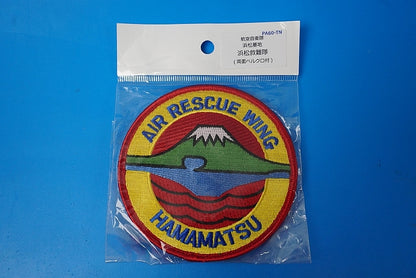 PA60-TN
航空自衛隊
浜松基地
浜松救難隊
(両面ベルクロ付)
AIR RESCUE WING
HAMAMATSU